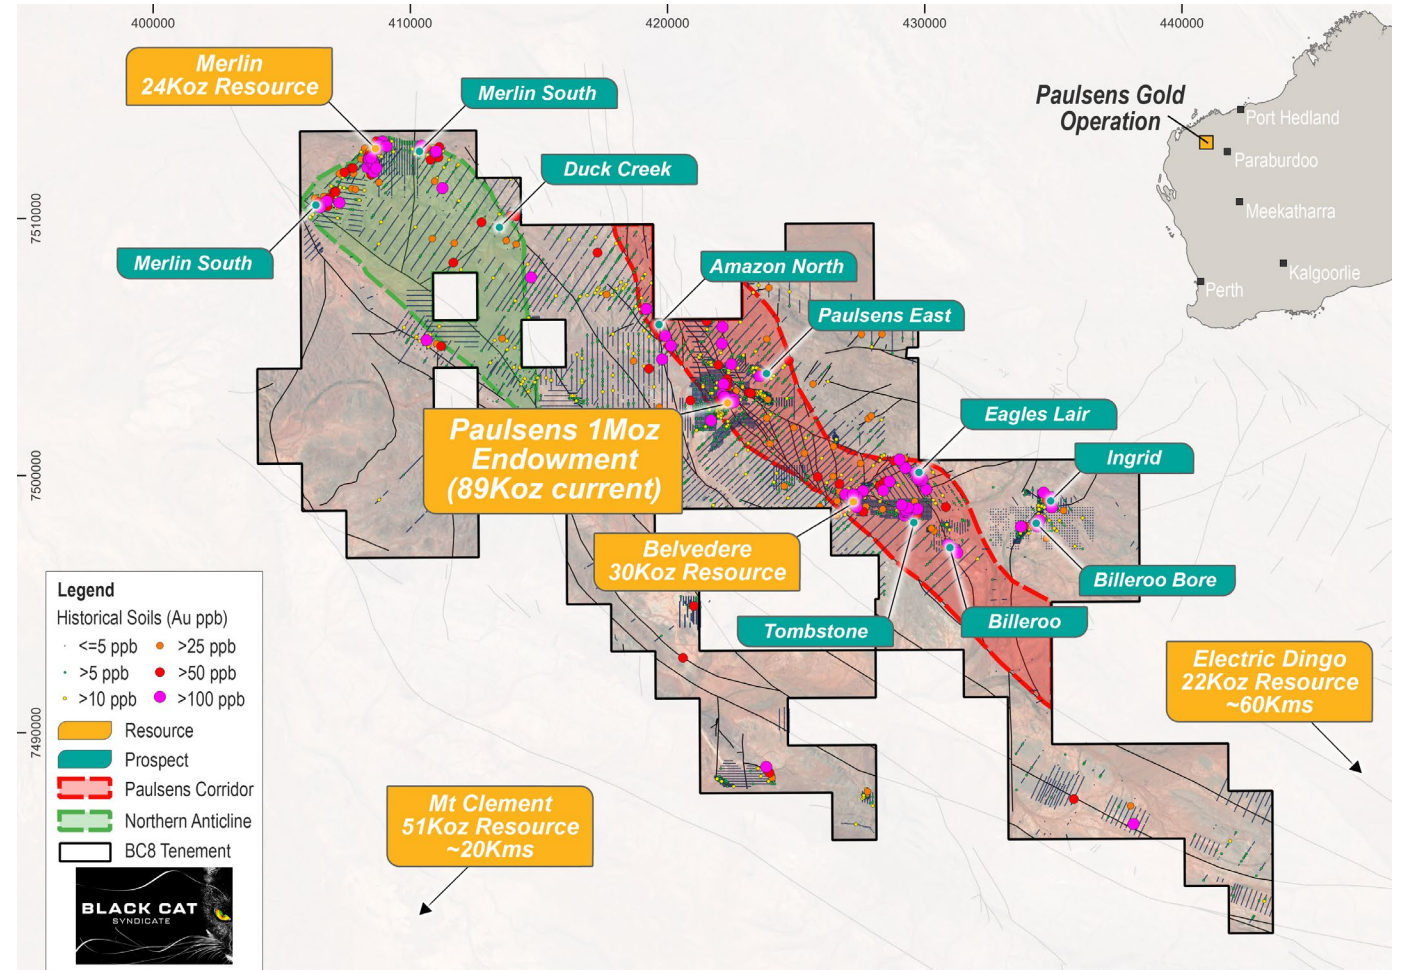 400000
410000
420000
430000
440000
7510000
7500000
7490000
Merlin
24Koz Resource
Merlin South
Duck Creek
Merlin South
Amazon North
Paulsens East
Paulsens 1Moz
Endowment
(89Koz current)
Eagles Lair
Ingrid
Belvedere
30Koz Resource
Billeroo Bore
Tombstone
Billeroo
Electric Dingo
22Koz Resource
~60Kms
Mt Clement
51Koz Resource
~20Kms
Paulsens Gold
Operation
Port Hedland
Paraburdoo
Meekatharra
Kalgoorlie
Perth
Legend
Historical Soils (Au ppb)
<=5 ppb
>25 ppb
>5 ppb
>50 ppb
>10 ppb
>100 ppb
Resource
Prospect
Paulsens Corridor
Northern Anticline
BC8 Tenement
BLACK CAT
SYNDICATE